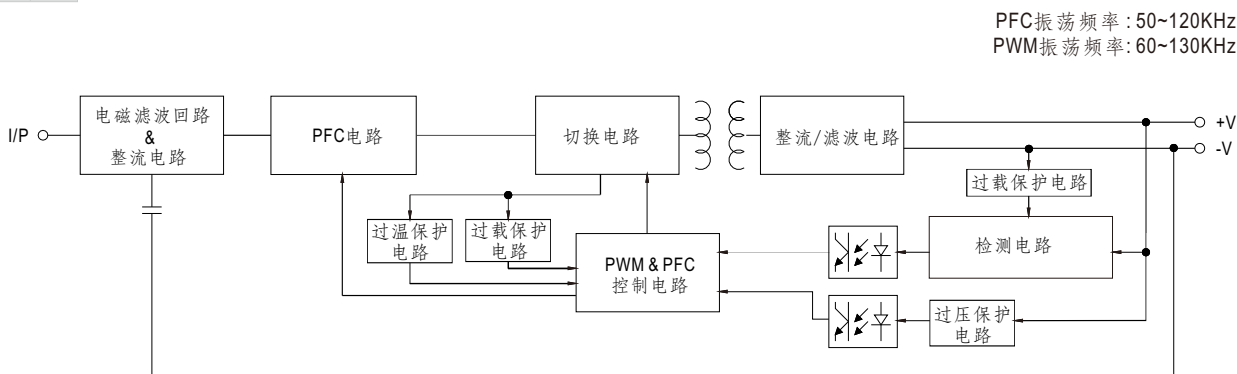 PFC振荡频率 : 50~120KHz
PWM振荡频率: 60~130KHz
I/P
电磁滤波回路
&
整流电路
PFC电路
切换电路
整流/滤波电路
+V
-V
过载保护电路
过温保护
电路
过载保护
电路
PWM & PFC
控制电路
检测电路
过压保护
电路